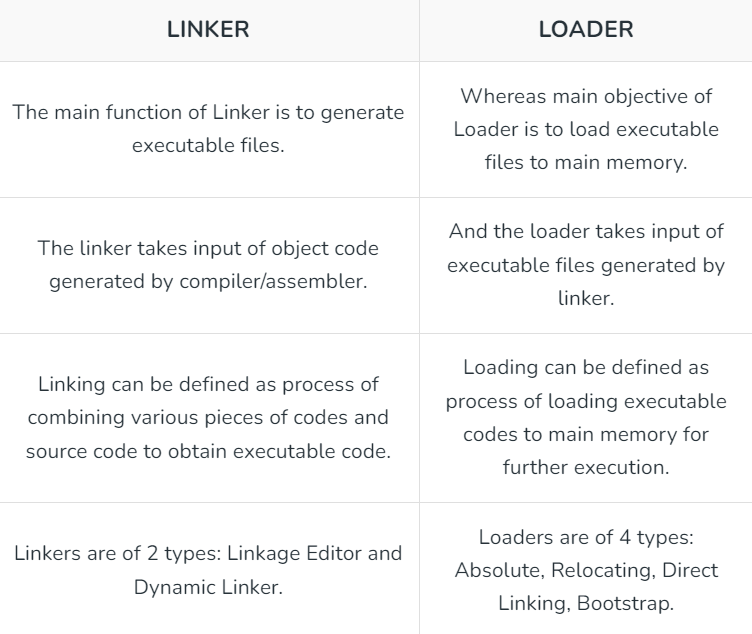 LINKER
LOADER
The main function of Linker is to generate
executable files.
Whereas main objective of
Loader is to load executable
files to main memory.
The linker takes input of object code
generated by compiler/assembler.
And the loader takes input of
executable files generated by
linker.
Linking can be defined as process of
combining various pieces of codes and
source code to obtain executable code.
Loading can be defined as
process of loading executable
codes to main memory for
further execution.
Linkers are of 2 types: Linkage Editor and
Dynamic Linker.
Loaders are of 4 types:
Absolute, Relocating, Direct
Linking, Bootstrap.